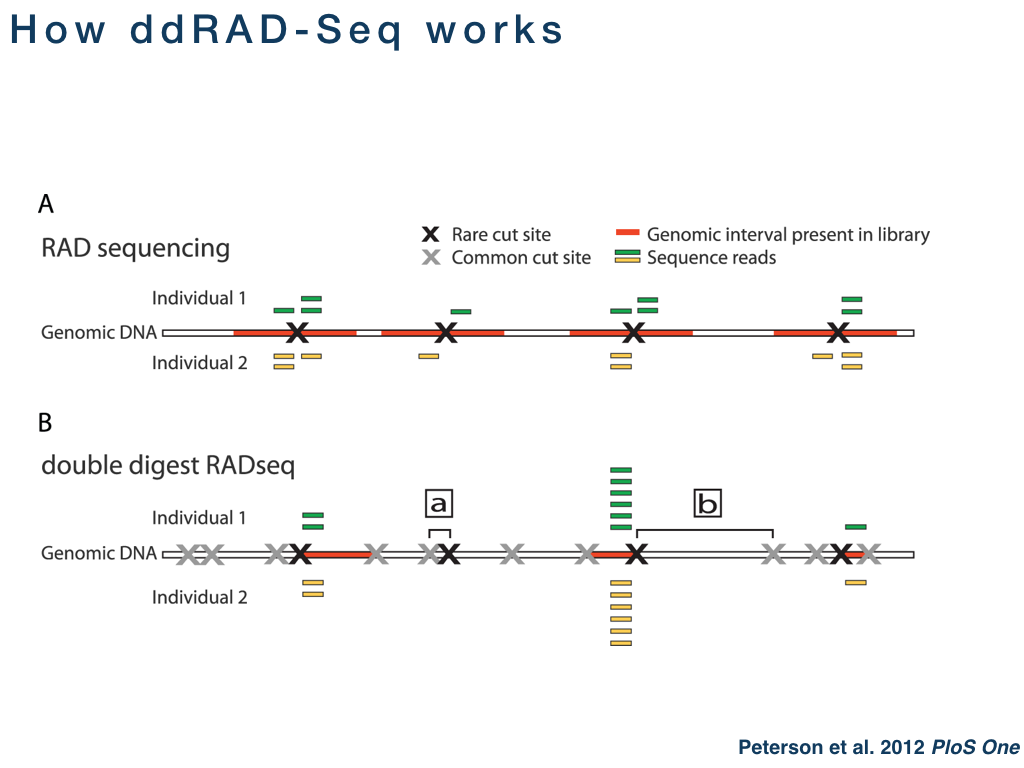 How ddRAD-Seq works
A
RAD sequencing
Rare cut site
Genomic interval present in library
Common cut site
Sequence reads
Individual 1
Genomic DNA
Individual 2
B
double digest RADseq
a
b
Individual 1
Genomic DNA
Individual 2
Peterson et al. 2012 PloS One